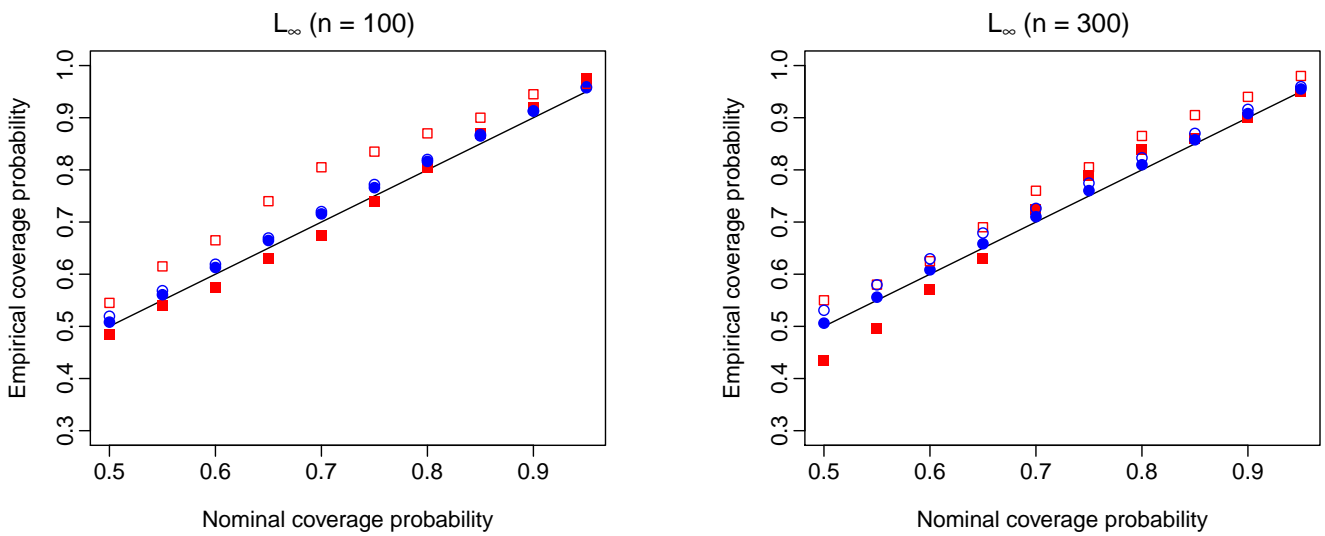 L∞ (n = 100)
Empirical coverage probability
1.0
0.9
0.8
0.7
0.6
0.5
0.4
0.3
0.5 0.6 0.7 0.8 0.9
Nominal coverage probability
L∞ (n = 300)
Empirical coverage probability
1.0
0.9
0.8
0.7
0.6
0.5
0.4
0.3
0.5 0.6 0.7 0.8 0.9
Nominal coverage probability